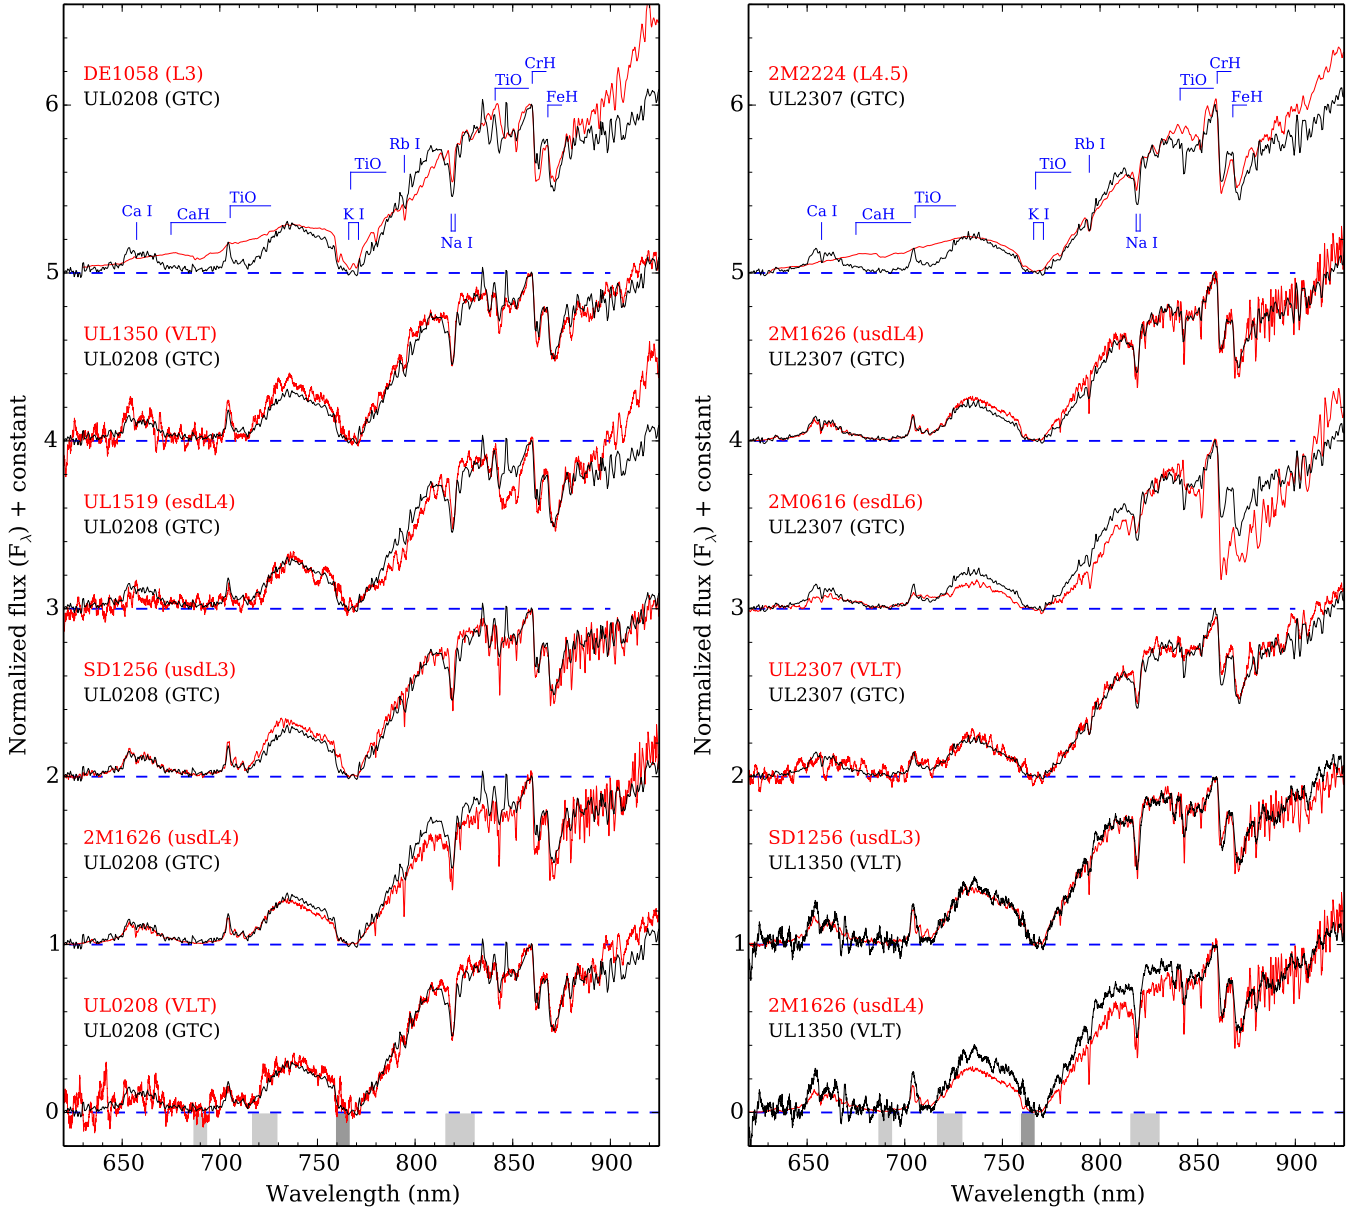 DE1058 (L3)
UL0208 (GTC)
TiO
CrH
FeH
Rb I
TiO
Ca I
CaH
TiO
K I
Na I
UL1350 (VLT)
UL0208 (GTC)
UL1519 (esdL4)
UL0208 (GTC)
SD1256 (usdL3)
UL0208 (GTC)
2M1626 (usdL4)
UL0208 (GTC)
UL0208 (VLT)
UL0208 (GTC)
6
5
4
3
2
1
0
650 700 750 800 850 900
Wavelength (nm)
Normalized flux (Fλ) + constant
2M2224 (L4.5)
UL2307 (GTC)
TiO
CrH
FeH
Rb I
TiO
Ca I
CaH
TiO
K I
Na I
2M1626 (usdL4)
UL2307 (GTC)
2M0616 (esdL6)
UL2307 (GTC)
UL2307 (VLT)
UL2307 (GTC)
SD1256 (usdL3)
UL1350 (VLT)
2M1626 (usdL4)
UL1350 (VLT)
6
5
4
3
2
1
0
650 700 750 800 850 900
Wavelength (nm)
Normalized flux (Fλ) + constant